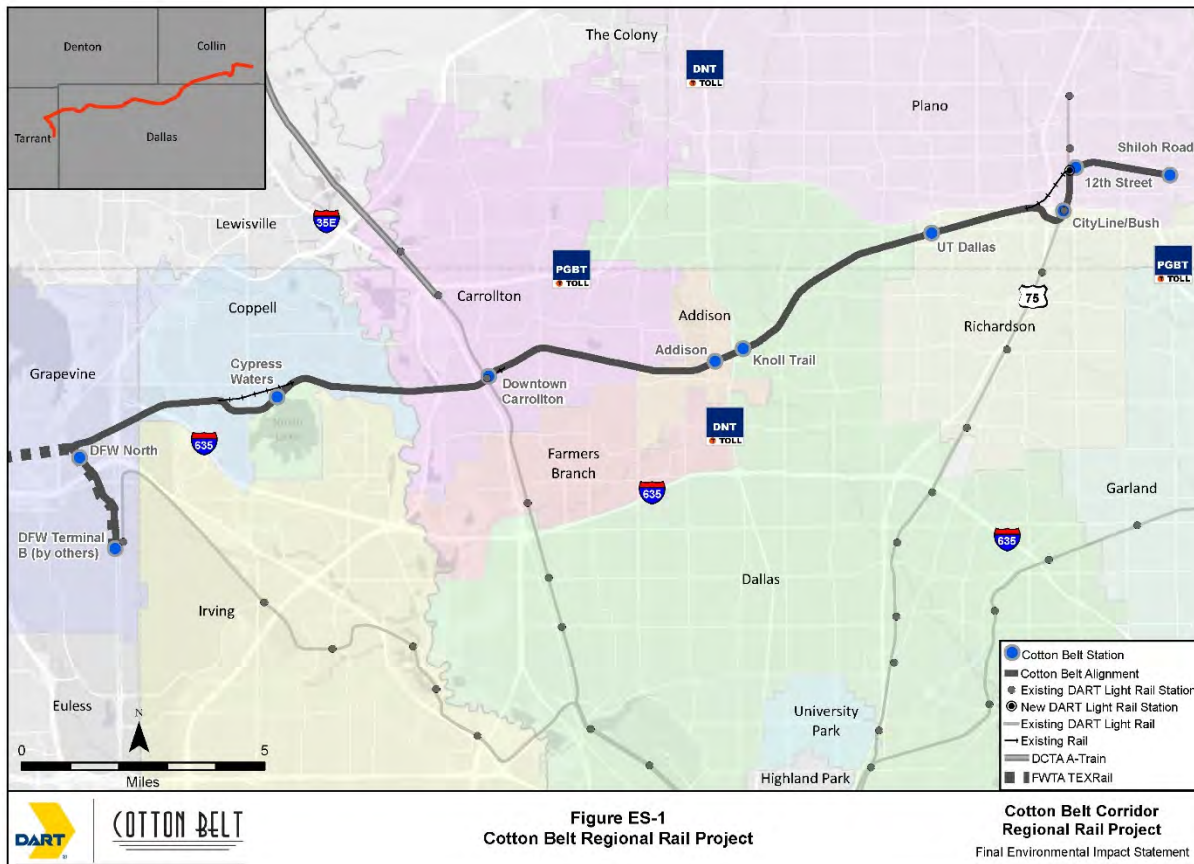 Denton
Collin
Tarrant
Dallas
The Colony
DNT
TOLL
Plano
Shiloh Road
12th Street
CityLine/Bush
UT Dallas
Lewisville
35E
PGBT
TOLL
PGBT
TOLL
75
Richardson
Carrollton
Coppell
Addison
Addison
Knoll Trail
Cypress
Waters
Grapevine
Downtown
Carrollton
DNT
TOLL
635
DFW North
Farmers
Branch
635
Garland
DFW Terminal
B (by others)
635
Dallas
Irving
Euless
University
Park
Highland Park
N
0
5
Miles
Cotton Belt Station
Cotton Belt Alignment
Existing DART Light Rail Station
New DART Light Rail Station
Existing DART Light Rail
Existing Rail
DCTA A-Train
FWTA TEXRail
DART
COTTON BELT
Figure ES-1
Cotton Belt Regional Rail Project
Cotton Belt Corridor
Regional Rail Project
Final Environmental Impact Statement